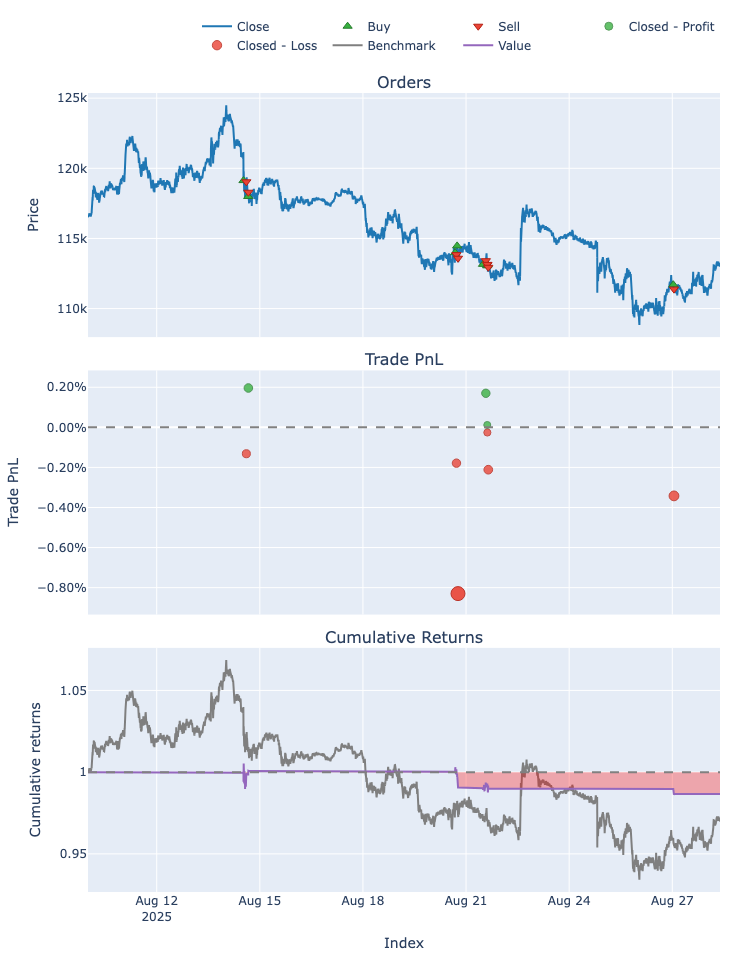 Close Buy Sell Closed - Profit
Closed - Loss Benchmark Value
Orders
125k
120k
115k
110k
Price
Trade PnL
0.20%
0.00%
−0.20%
−0.40%
−0.60%
−0.80%
Trade PnL
Cumulative Returns
1.05
1
0.95
Cumulative returns
Aug 12 Aug 15 Aug 18 Aug 21 Aug 24 Aug 27
2025
Index